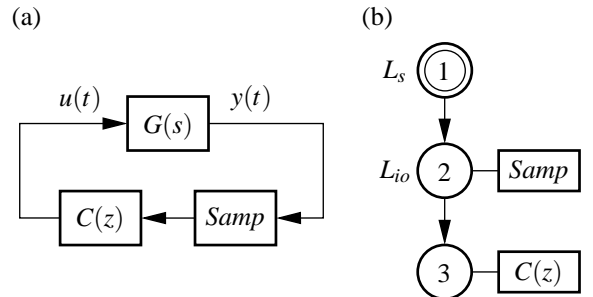 (a)
u(t)
y(t)
G(s)
C(z)
Samp
(b)
L_s
1
L_io
2
Samp
3
C(z)